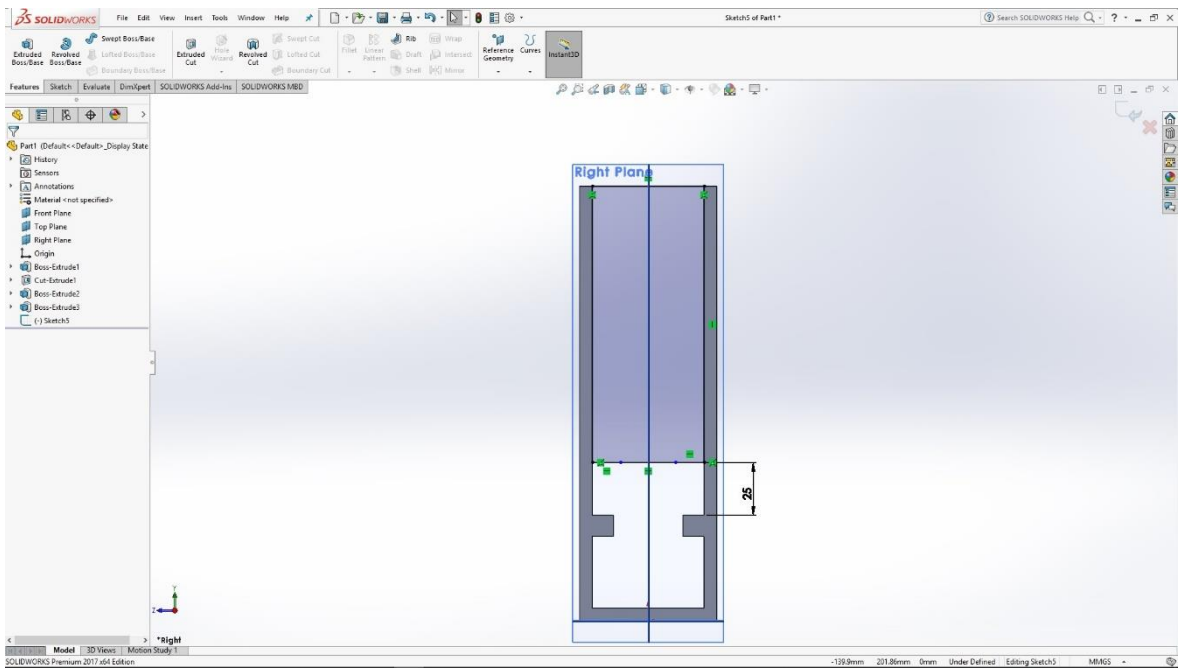 SOLIDWORKS File Edit View Insert Tools Window Help Sketch5 of Part1 * Search SOLIDWORKS Help
Extruded Boss/Base Revolved Boss/Base Swept Boss/Base Lofted Boss/Base Boundary Boss/Base Extruded Cut Hole Wizard Revolved Cut Swept Cut Lofted Cut Boundary Cut Fillet Linear Pattern Rib Draft Shell Wrap Intersect Mirror Reference Geometry Curves Instant3D
Features Sketch Evaluate DimXpert SOLIDWORKS Add-Ins SOLIDWORKS MBD
Part1 (Default<<Default>_Display State
History
Sensors
Annotations
Material <not specified>
Front Plane
Top Plane
Right Plane
Origin
Boss-Extrude1
Cut-Extrude1
Boss-Extrude2
Boss-Extrude3
(-) Sketch5
Right Plane
25
Y
Z
*Right
Model 3D Views Motion Study 1
SOLIDWORKS Premium 2017 x64 Edition -139.9mm 201.86mm 0mm Under Defined Editing Sketch5 MMGS